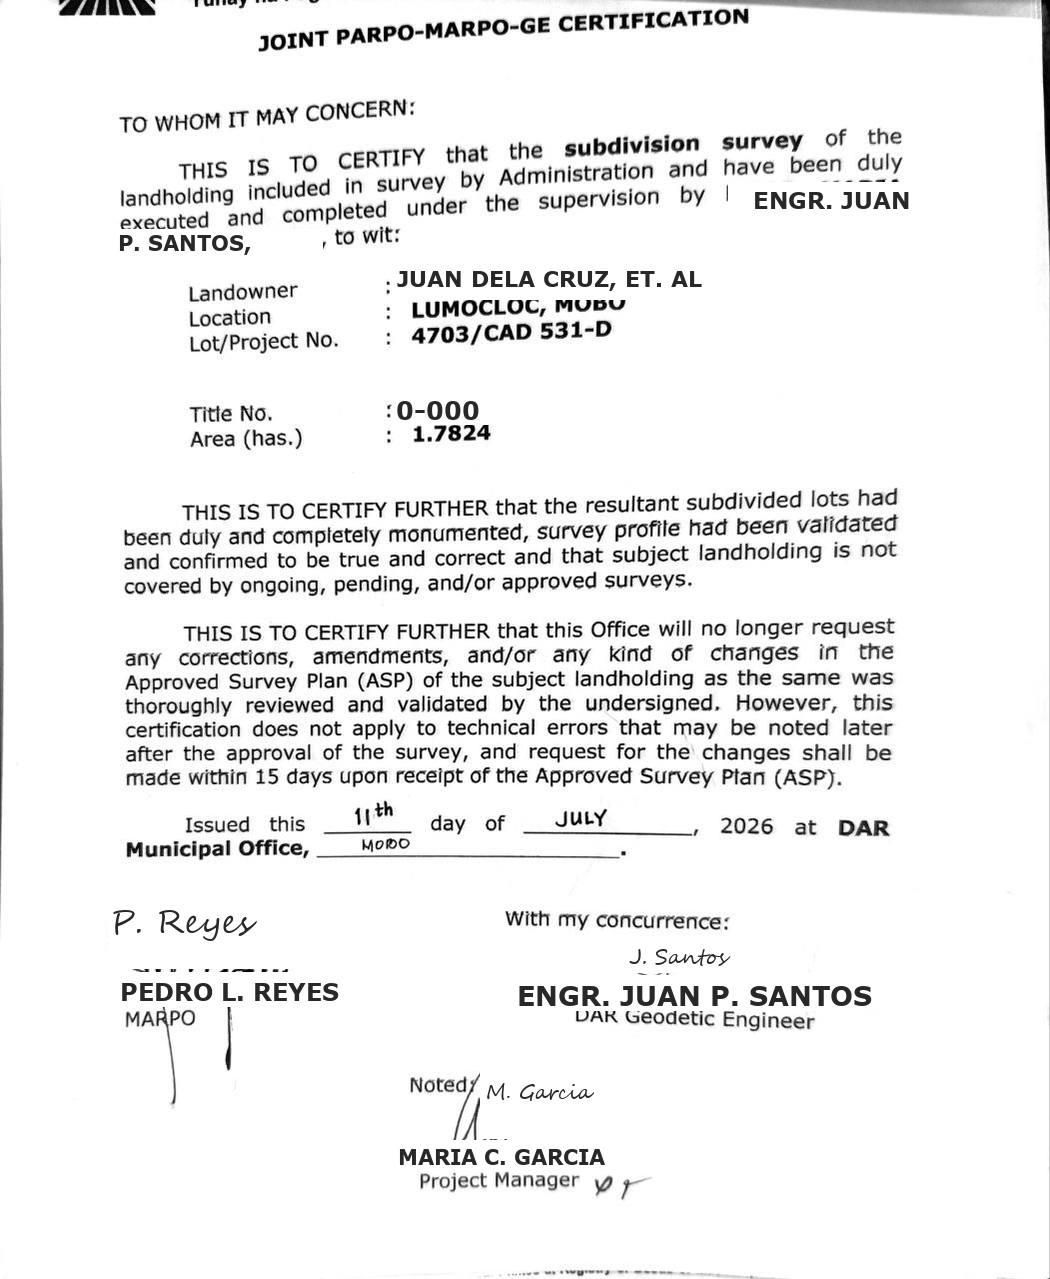 JOINT PARPO-MARPO-GE CERTIFICATION
TO WHOM IT MAY CONCERN:
THIS IS TO CERTIFY that the subdivision survey of the
landholding included in survey by Administration and have been duly
executed and completed under the supervision by ENGR. JUAN
P. SANTOS, , to wit:
Landowner : JUAN DELA CRUZ, ET. AL
Location : LUMOCLOC, MOBO
Lot/Project No. : 4703/CAD 531-D
Title No. : 0-000
Area (has.) : 1.7824
THIS IS TO CERTIFY FURTHER that the resultant subdivided lots had
been duly and completely monumented, survey profile had been validated
and confirmed to be true and correct and that subject landholding is not
covered by ongoing, pending, and/or approved surveys.
THIS IS TO CERTIFY FURTHER that this Office will no longer request
any corrections, amendments, and/or any kind of changes in the
Approved Survey Plan (ASP) of the subject landholding as the same was
thoroughly reviewed and validated by the undersigned. However, this
certification does not apply to technical errors that may be noted later
after the approval of the survey, and request for the changes shall be
made within 15 days upon receipt of the Approved Survey Plan (ASP).
Issued this 11th day of JULY, 2026 at DAR
Municipal Office, MOBO.
P. Reyes
With my concurrence:
J. Santos
PEDRO L. REYES
ENGR. JUAN P. SANTOS
MARPO
DAR Geodetic Engineer
Noted: M. Garcia
MARIA C. GARCIA
Project Manager